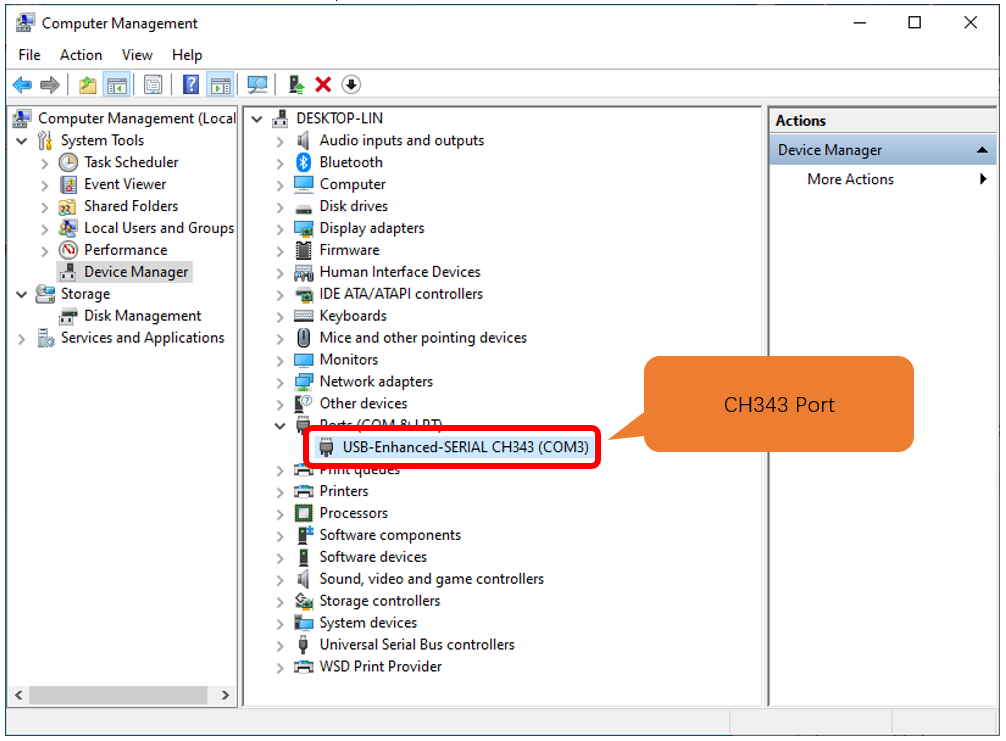 Computer Management
File Action View Help
Computer Management (Local
System Tools
Task Scheduler
Event Viewer
Shared Folders
Local Users and Groups
Performance
Device Manager
Storage
Disk Management
Services and Applications
DESKTOP-LIN
Audio inputs and outputs
Bluetooth
Computer
Disk drives
Display adapters
Firmware
Human Interface Devices
IDE ATA/ATAPI controllers
Keyboards
Mice and other pointing devices
Monitors
Network adapters
Other devices
Ports (COM & LPT)
USB-Enhanced-SERIAL CH343 (COM3)
Print queues
Printers
Processors
Software components
Software devices
Sound, video and game controllers
Storage controllers
System devices
Universal Serial Bus controllers
WSD Print Provider
Actions
Device Manager
More Actions
CH343 Port